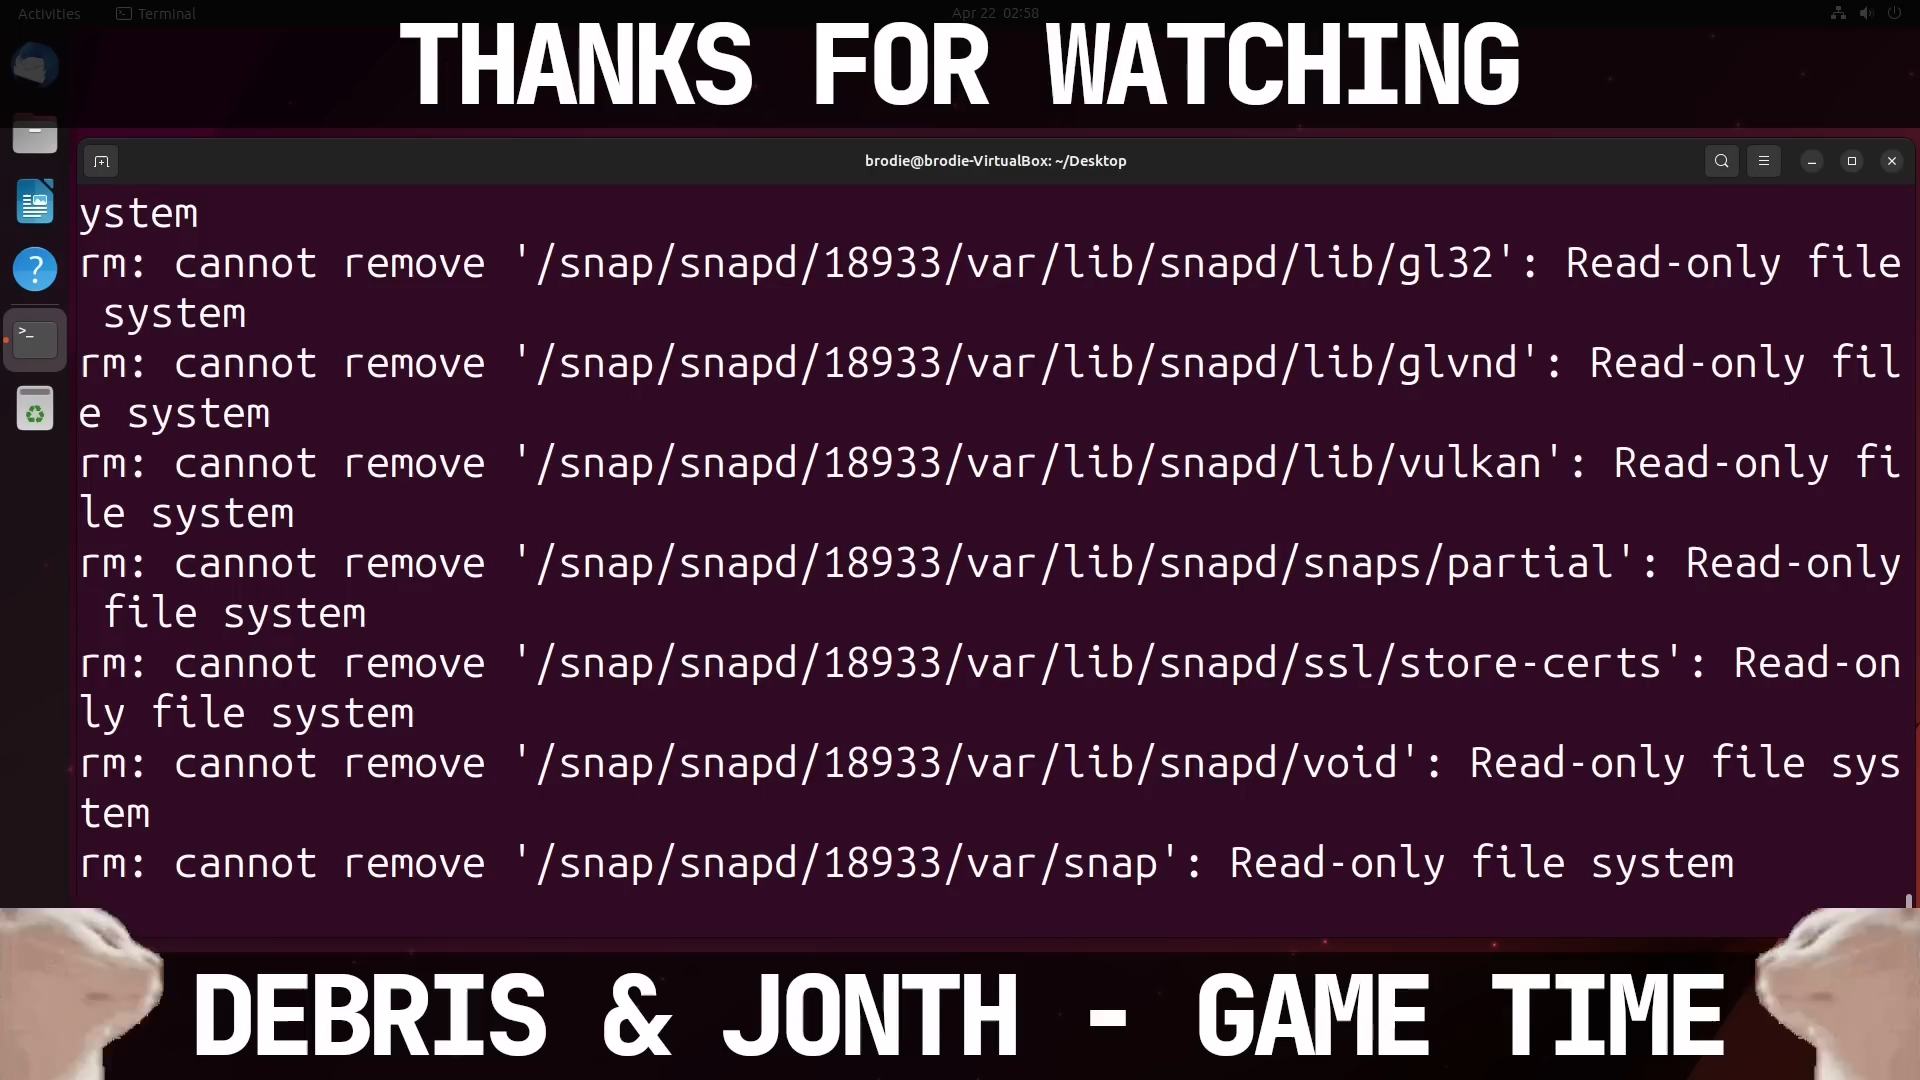 Activities
Terminal
Apr 22 02:58
THANKS FOR WATCHING
brodie@brodie-VirtualBox: ~/Desktop
ystem
rm: cannot remove '/snap/snapd/18933/var/lib/snapd/lib/gl32': Read-only file
 system
rm: cannot remove '/snap/snapd/18933/var/lib/snapd/lib/glvnd': Read-only fil
e system
rm: cannot remove '/snap/snapd/18933/var/lib/snapd/lib/vulkan': Read-only fi
le system
rm: cannot remove '/snap/snapd/18933/var/lib/snapd/snaps/partial': Read-only
 file system
rm: cannot remove '/snap/snapd/18933/var/lib/snapd/ssl/store-certs': Read-on
ly file system
rm: cannot remove '/snap/snapd/18933/var/lib/snapd/void': Read-only file sys
tem
rm: cannot remove '/snap/snapd/18933/var/snap': Read-only file system
DEBRIS & JONTH - GAME TIME